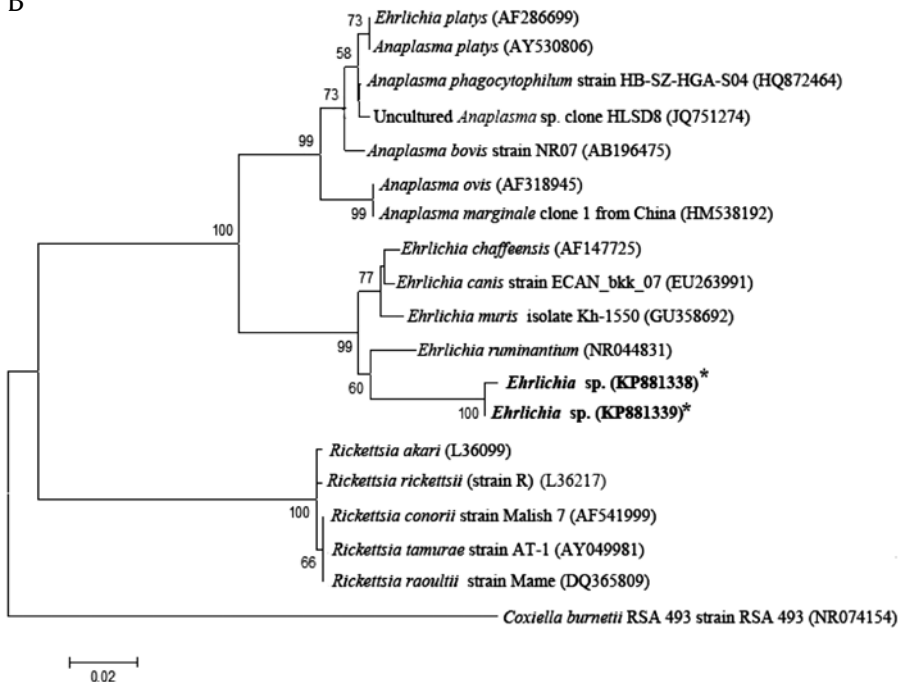 B
73
Ehrlichia platys (AF286699)
Anaplasma platys (AY530806)
58
Anaplasma phagocytophilum strain HB-SZ-HGA-S04 (HQ872464)
73
Uncultured Anaplasma sp. clone HLSD8 (JQ751274)
99
Anaplasma bovis strain NR07 (AB196475)
Anaplasma ovis (AF318945)
99
Anaplasma marginale clone 1 from China (HM538192)
100
Ehrlichia chaffeensis (AF147725)
77
Ehrlichia canis strain ECAN_bkk_07 (EU263991)
Ehrlichia muris isolate Kh-1550 (GU358692)
99
Ehrlichia ruminantium (NR044831)
60
Ehrlichia sp. (KP881338)*
100
Ehrlichia sp. (KP881339)*
Rickettsia akari (L36099)
Rickettsia rickettsii (strain R) (L36217)
100
Rickettsia conorii strain Malish 7 (AF541999)
Rickettsia tamurae strain AT-1 (AY049981)
66
Rickettsia raoultii strain Mame (DQ365809)
Coxiella burnetii RSA 493 strain RSA 493 (NR074154)
0.02